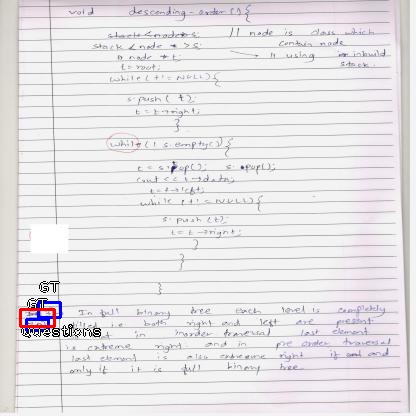 void descending-order () {
stack<node*s; // node is class which
stack < node * > s; contain node
node *t; // using inbuild
t = root; stack.
while (t != NULL) {
s.push (t);
t = t->right;
}
while (! s.empty()) {
t = s.top(); s.pop();
cout << t->data;
t = t->left;
while (t != NULL) {
s.push (t);
t = t->right;
}
}
}
GT
GT In full binary tree each level is completely
filled i.e. both right and left are present
Questions in inorder traversal last element
is extreme right. and in pre order traversal
last element is also extreme right if and and
only if it is full binary tree